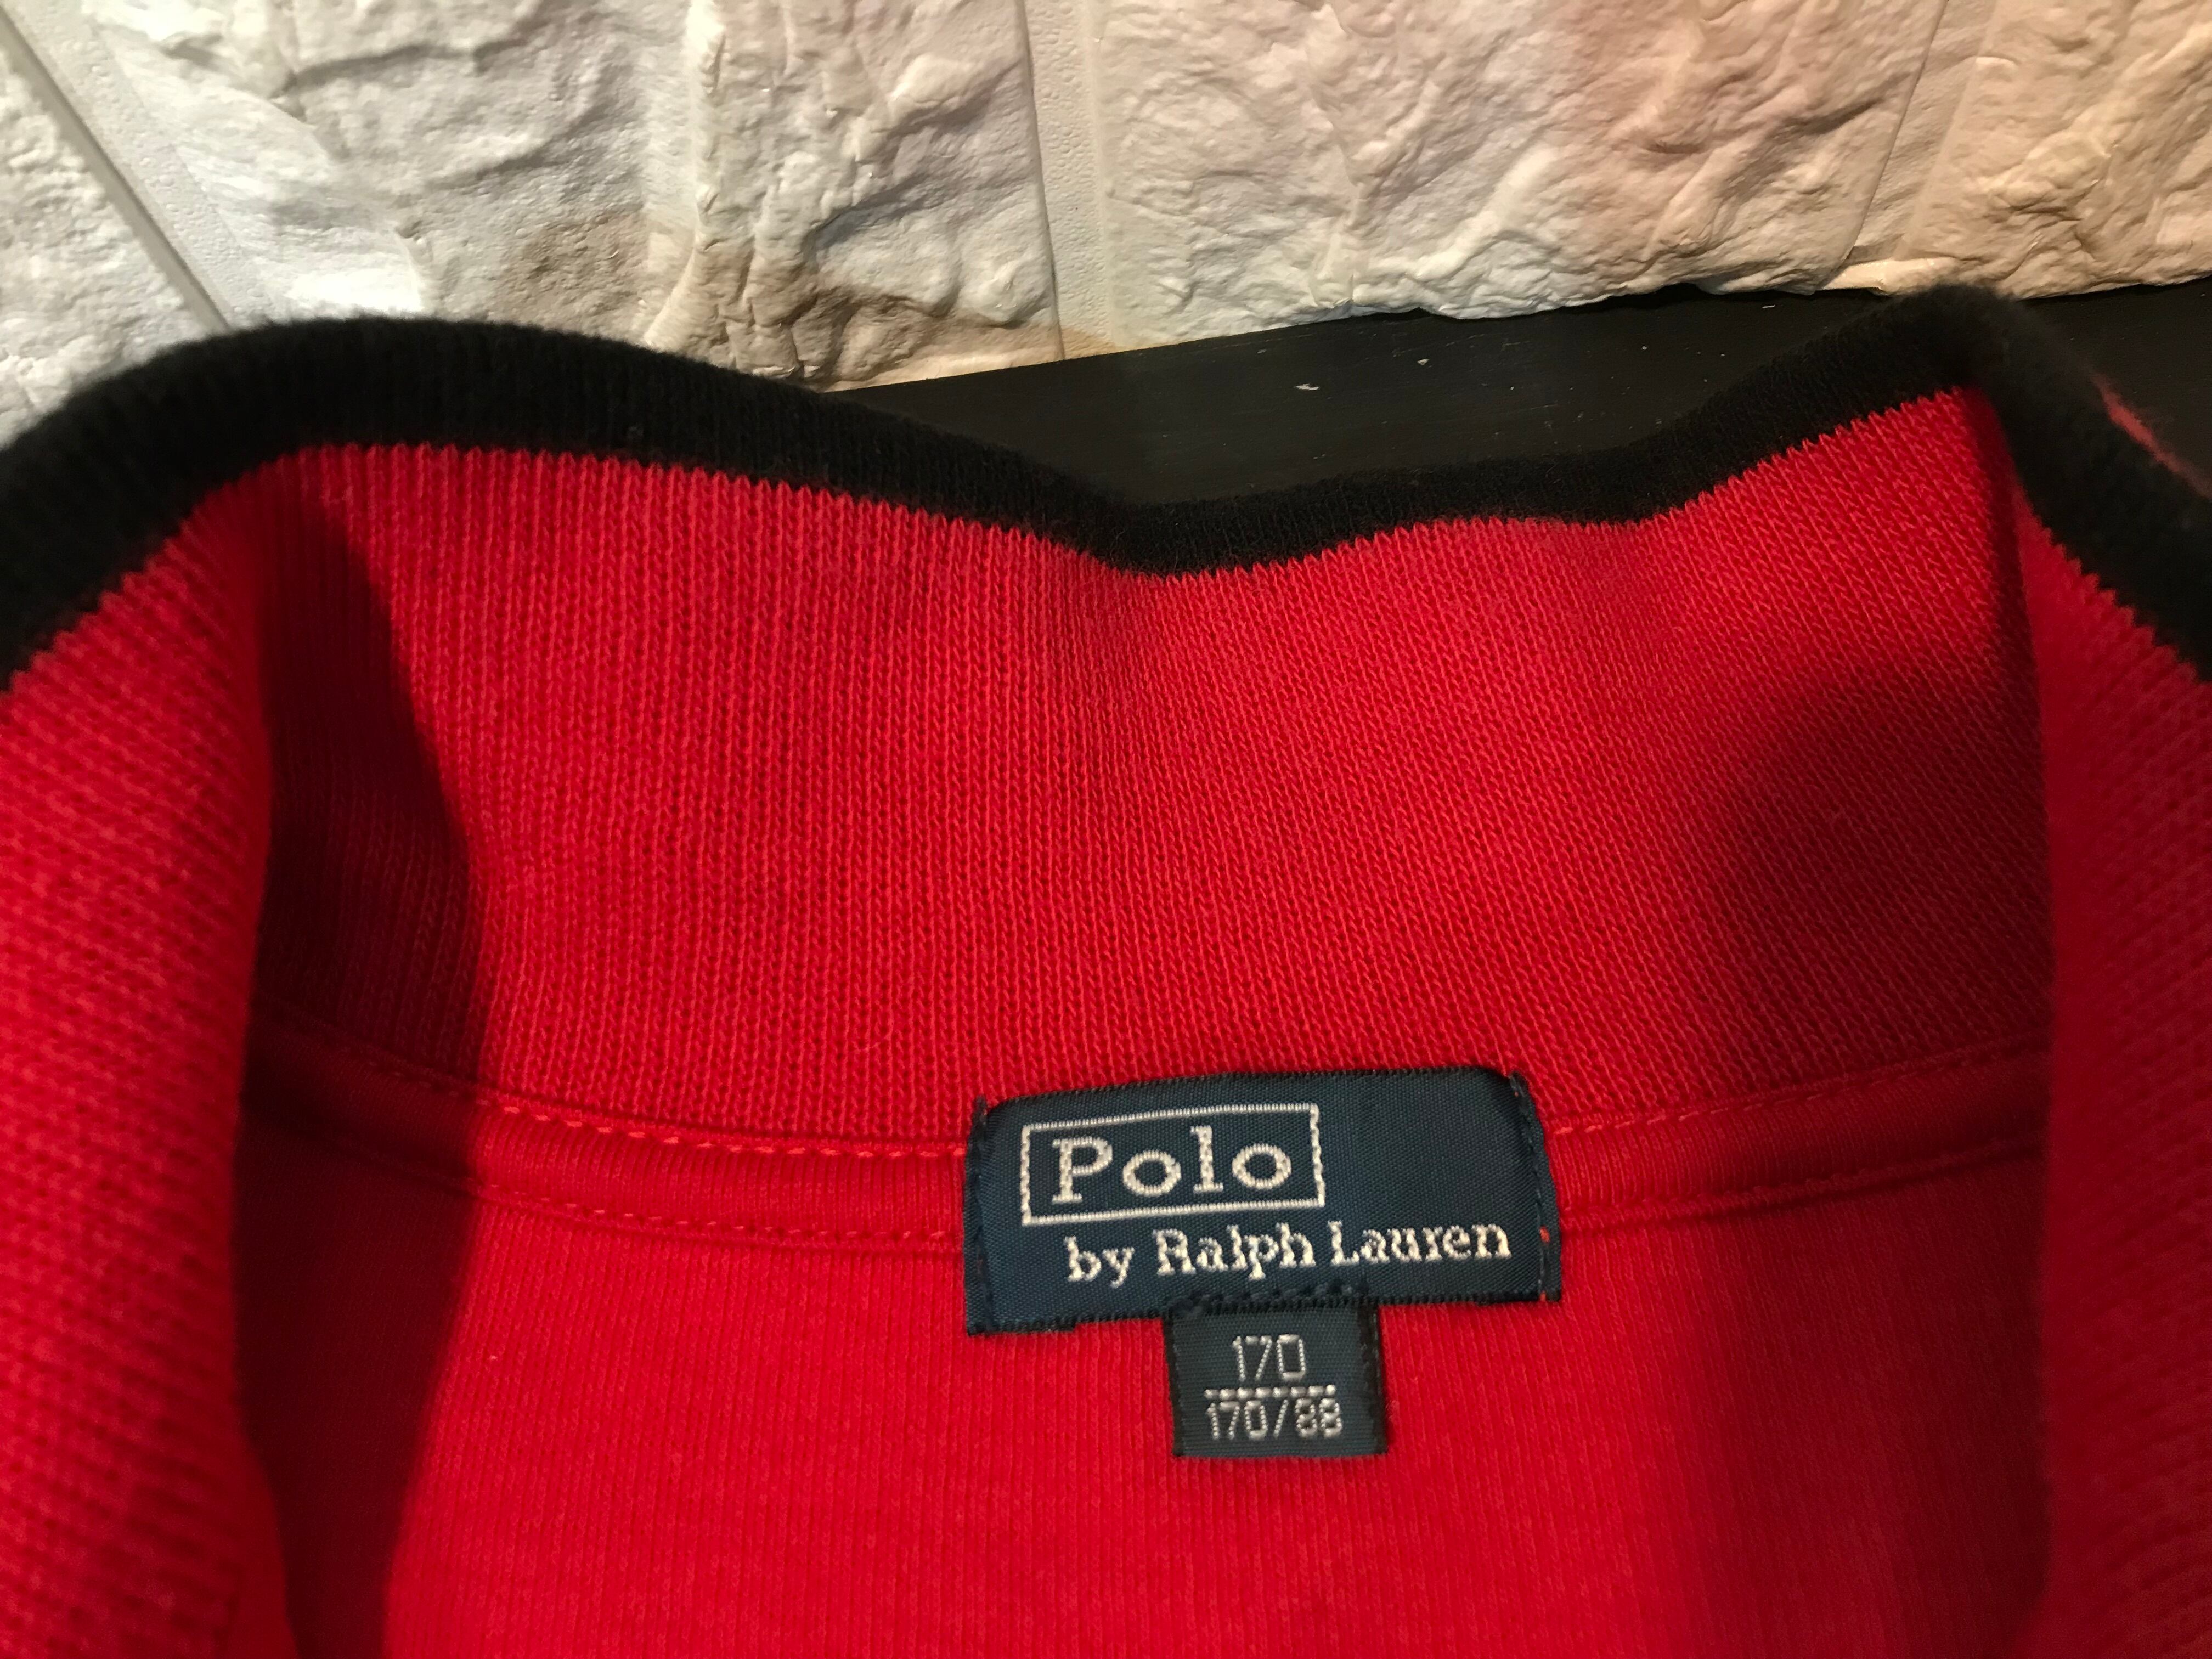 Polo
by Ralph Lauren
170
170/88